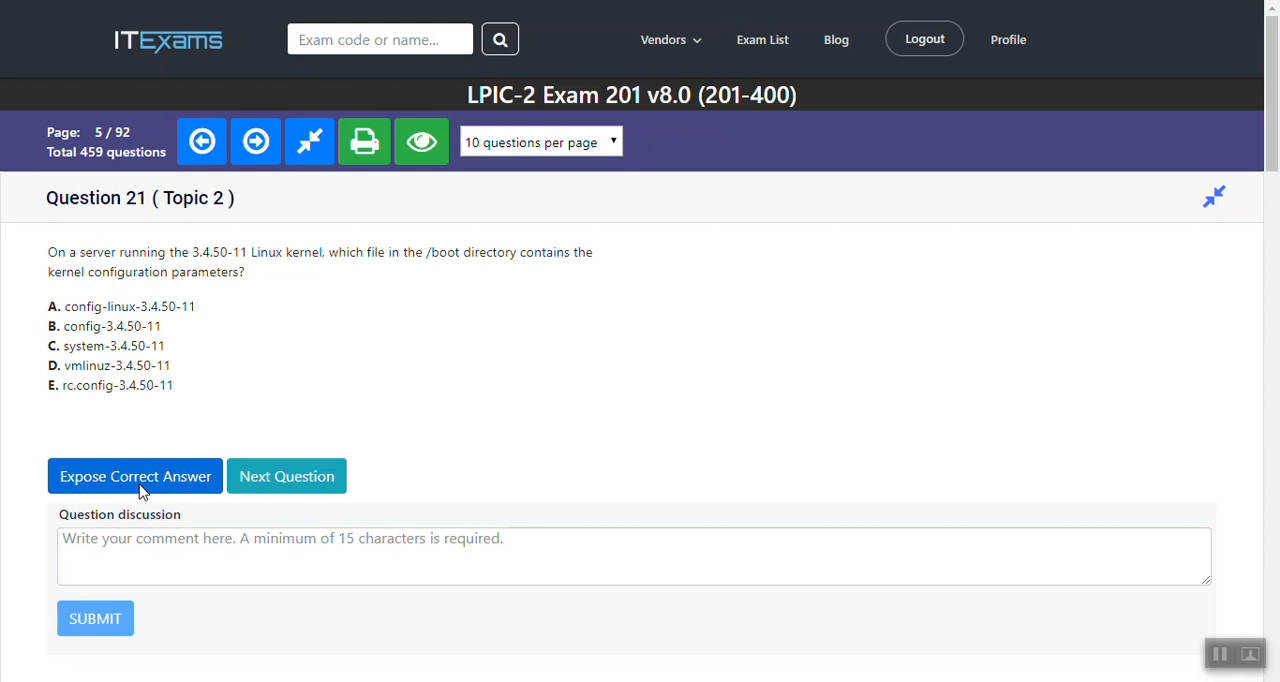 ITExams
Exam code or name...
Vendors
Exam List
Blog
Logout
Profile
LPIC-2 Exam 201 v8.0 (201-400)
Page: 5 / 92
Total 459 questions
10 questions per page
Question 21 ( Topic 2 )
On a server running the 3.4.50-11 Linux kernel, which file in the /boot directory contains the
kernel configuration parameters?
A. config-linux-3.4.50-11
B. config-3.4.50-11
C. system-3.4.50-11
D. vmlinuz-3.4.50-11
E. rc.config-3.4.50-11
Expose Correct Answer
Next Question
Question discussion
Write your comment here. A minimum of 15 characters is required.
SUBMIT